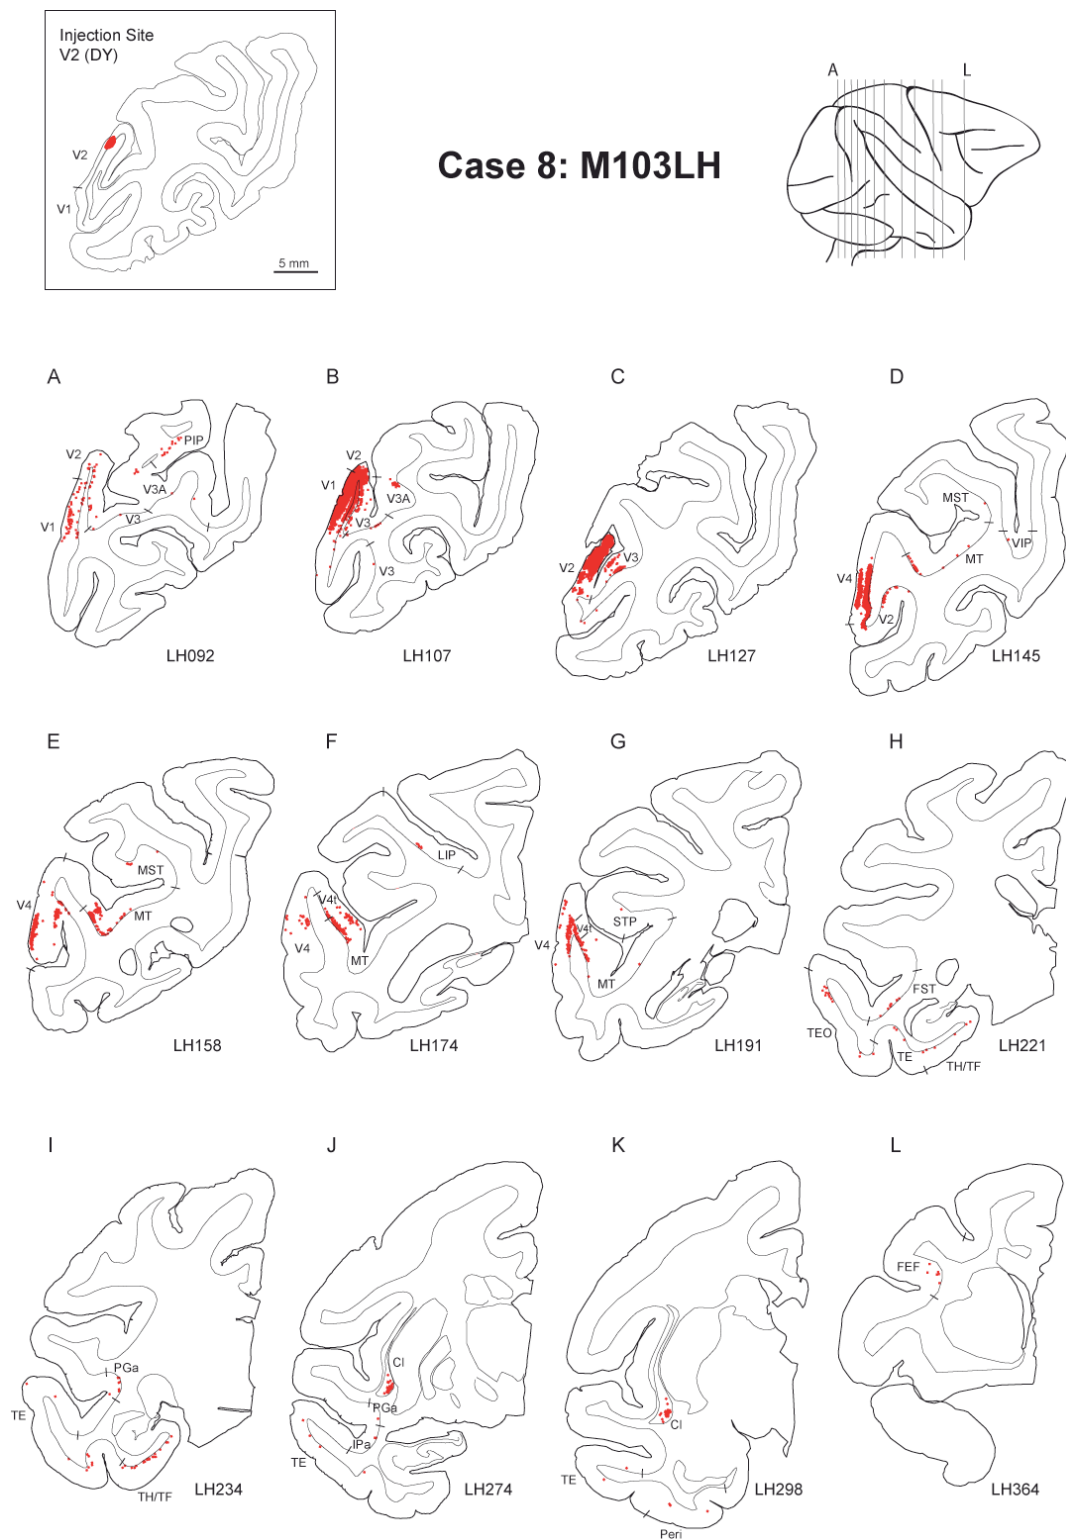 Injection Site
V2 (DY)
V2
V1
5 mm
Case 8: M103LH
A
L
A
V2
PIP
V3A
V1
V3
LH092
B
V2
V1
V3A
V3
V3
LH107
C
V2
V3
LH127
D
MST
VIP
MT
V4
V2
LH145
E
MST
V4
MT
LH158
F
LIP
V4t
V4
MT
LH174
G
STP
V4t
V4
MT
LH191
H
FST
TEO
TE
TH/TF
LH221
I
PGa
TE
TH/TF
LH234
J
Cl
PGa
IPa
TE
LH274
K
Cl
TE
Peri
LH298
L
FEF
LH364